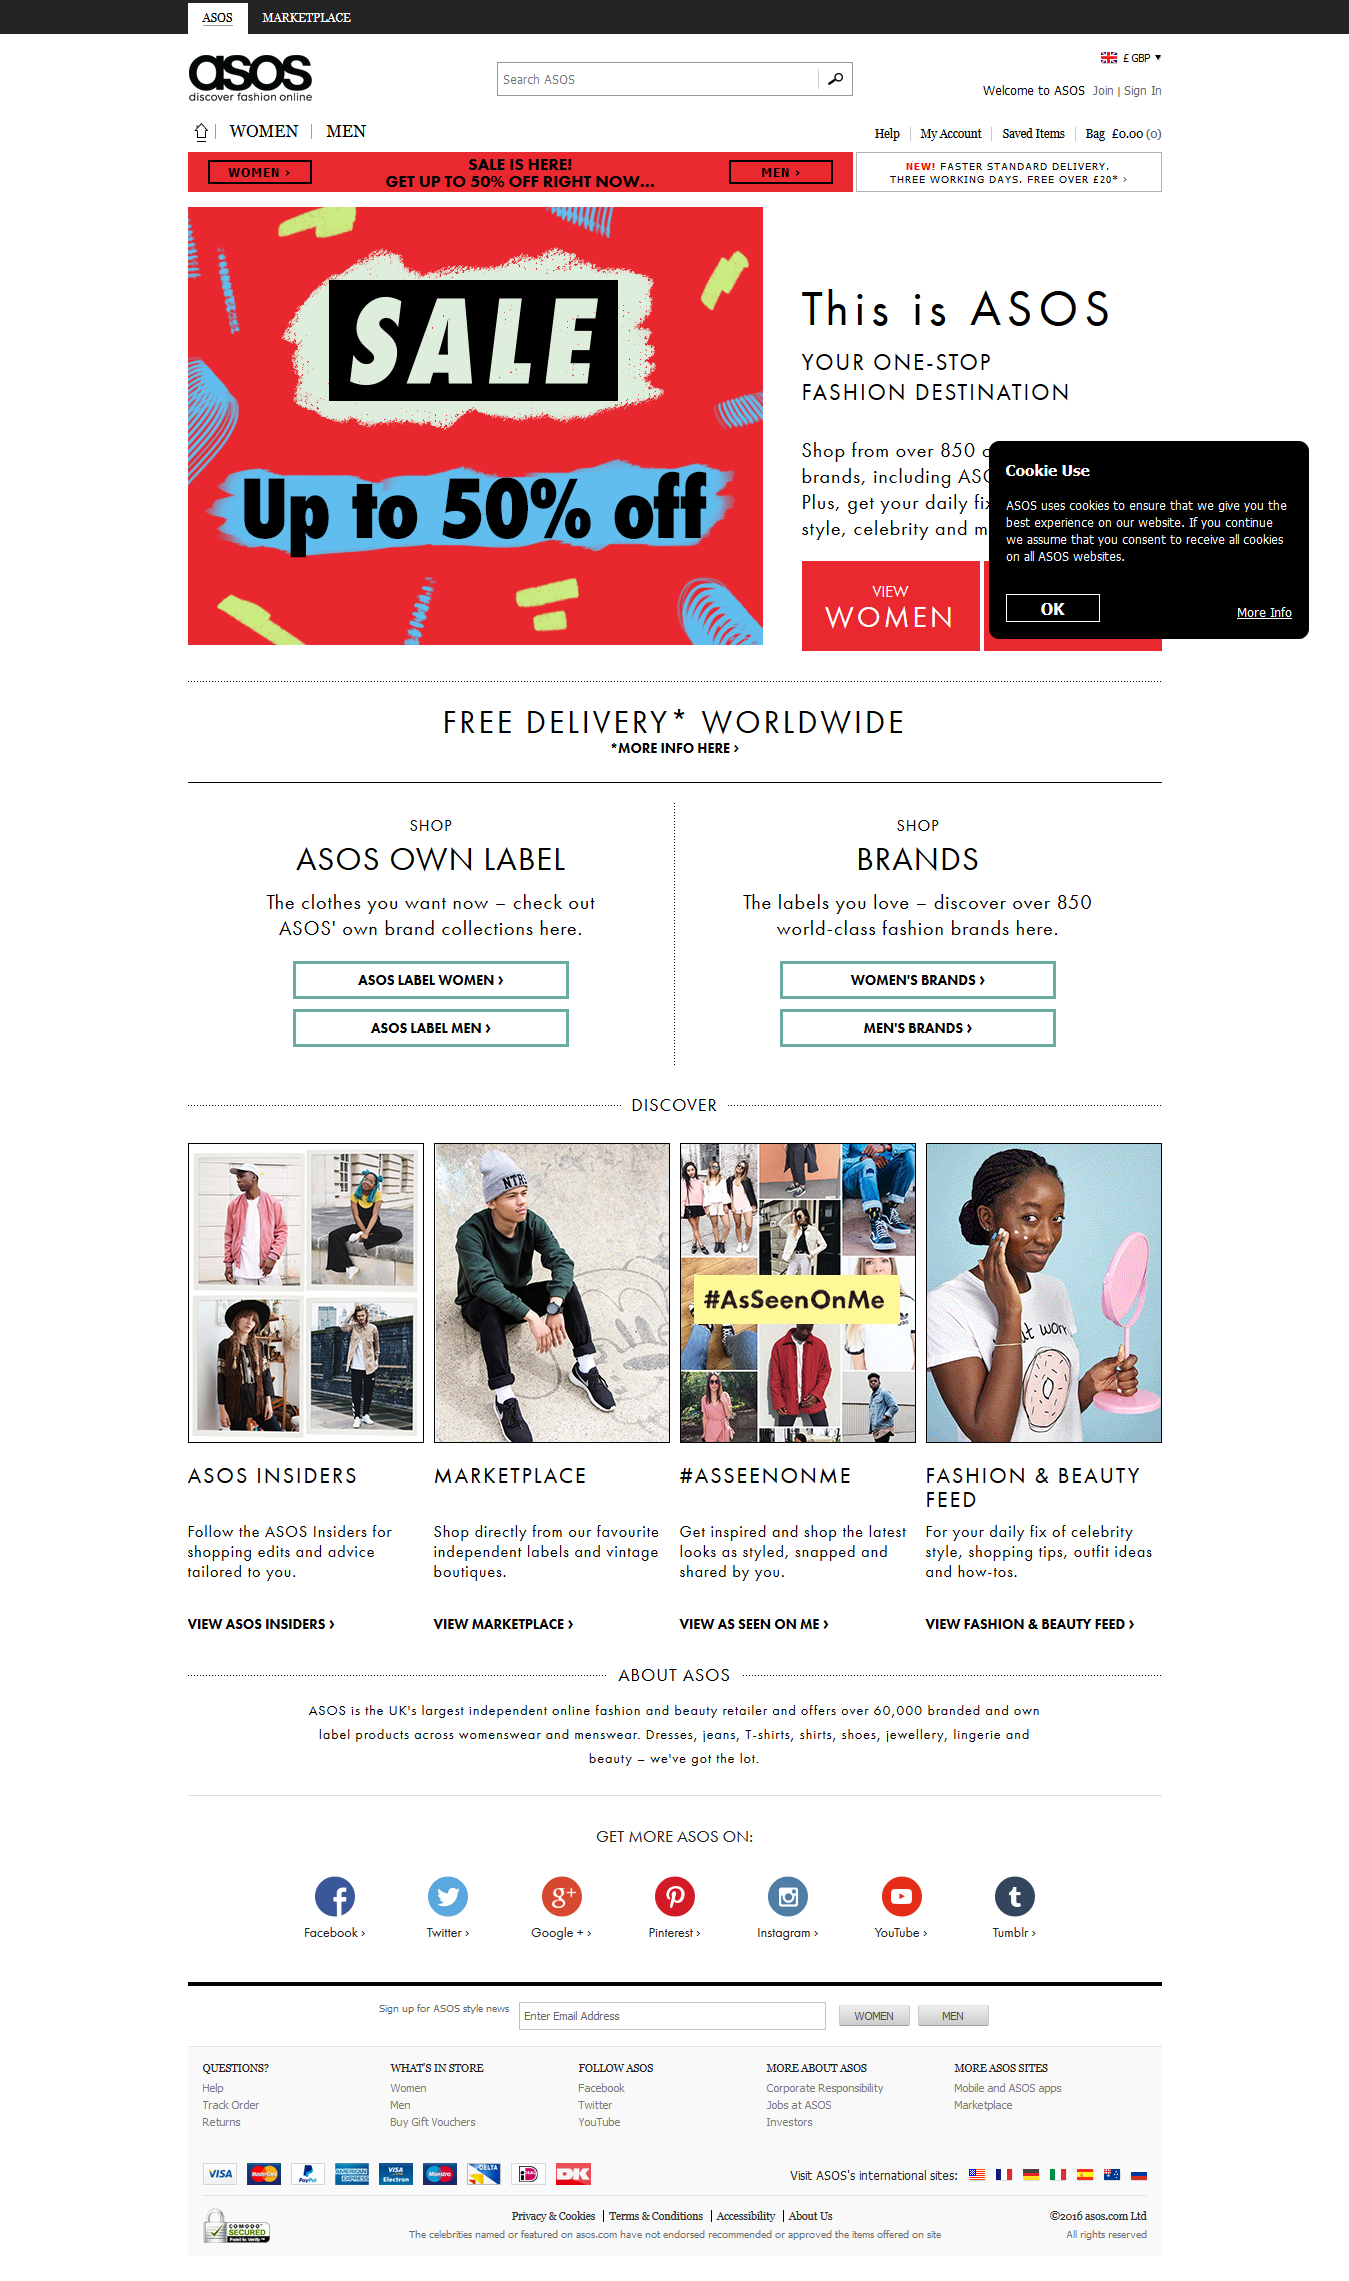 ASOS
MARKETPLACE
asos
discover fashion online
Search ASOS
£ GBP
Welcome to ASOS Join | Sign In
WOMEN | MEN
Help
My Account
Saved Items
Bag £0.00 (0)
WOMEN ›
SALE IS HERE!
GET UP TO 50% OFF RIGHT NOW...
MEN ›
NEW! FASTER STANDARD DELIVERY.
THREE WORKING DAYS. FREE OVER £20* ›
SALE
Up to 50% off
This is ASOS
YOUR ONE-STOP
FASHION DESTINATION
Shop from over 850
brands, including
Plus, get your daily
style, celebrity and
VIEW
WOMEN
Cookie Use
ASOS uses cookies to ensure that we give you the
best experience on our website. If you continue
we assume that you consent to receive all cookies
on all ASOS websites.
OK
More Info
FREE DELIVERY* WORLDWIDE
*MORE INFO HERE ›
SHOP
ASOS OWN LABEL
The clothes you want now – check out
ASOS' own brand collections here.
ASOS LABEL WOMEN ›
ASOS LABEL MEN ›
SHOP
BRANDS
The labels you love – discover over 850
world-class fashion brands here.
WOMEN'S BRANDS ›
MEN'S BRANDS ›
DISCOVER
#AsSeenOnMe
ASOS INSIDERS
Follow the ASOS Insiders for
shopping edits and advice
tailored to you.
VIEW ASOS INSIDERS ›
MARKETPLACE
Shop directly from our favourite
independent labels and vintage
boutiques.
VIEW MARKETPLACE ›
#ASSEENONME
Get inspired and shop the latest
looks as styled, snapped and
shared by you.
VIEW AS SEEN ON ME ›
FASHION & BEAUTY
FEED
For your daily fix of celebrity
style, shopping tips, outfit ideas
and how-tos.
VIEW FASHION & BEAUTY FEED ›
ABOUT ASOS
ASOS is the UK's largest independent online fashion and beauty retailer and offers over 60,000 branded and own
label products across womenswear and menswear. Dresses, jeans, T-shirts, shirts, shoes, jewellery, lingerie and
beauty – we've got the lot.
GET MORE ASOS ON:
Facebook ›
Twitter ›
Google + ›
Pinterest ›
Instagram ›
YouTube ›
Tumblr ›
Sign up for ASOS style news
Enter Email Address
WOMEN
MEN
QUESTIONS?
Help
Track Order
Returns
WHAT'S IN STORE
Women
Men
Buy Gift Vouchers
FOLLOW ASOS
Facebook
Twitter
YouTube
MORE ABOUT ASOS
Corporate Responsibility
Jobs at ASOS
Investors
MORE ASOS SITES
Mobile and ASOS apps
Marketplace
VISA
MasterCard
PayPal
AMERICAN EXPRESS
VISA Electron
Maestro
DELTA
iD
DK
Visit ASOS's international sites:
COMODO
SECURED
Privacy & Cookies | Terms & Conditions | Accessibility | About Us
©2016 asos.com Ltd
The celebrities named or featured on asos.com have not endorsed recommended or approved the items offered on site
All rights reserved